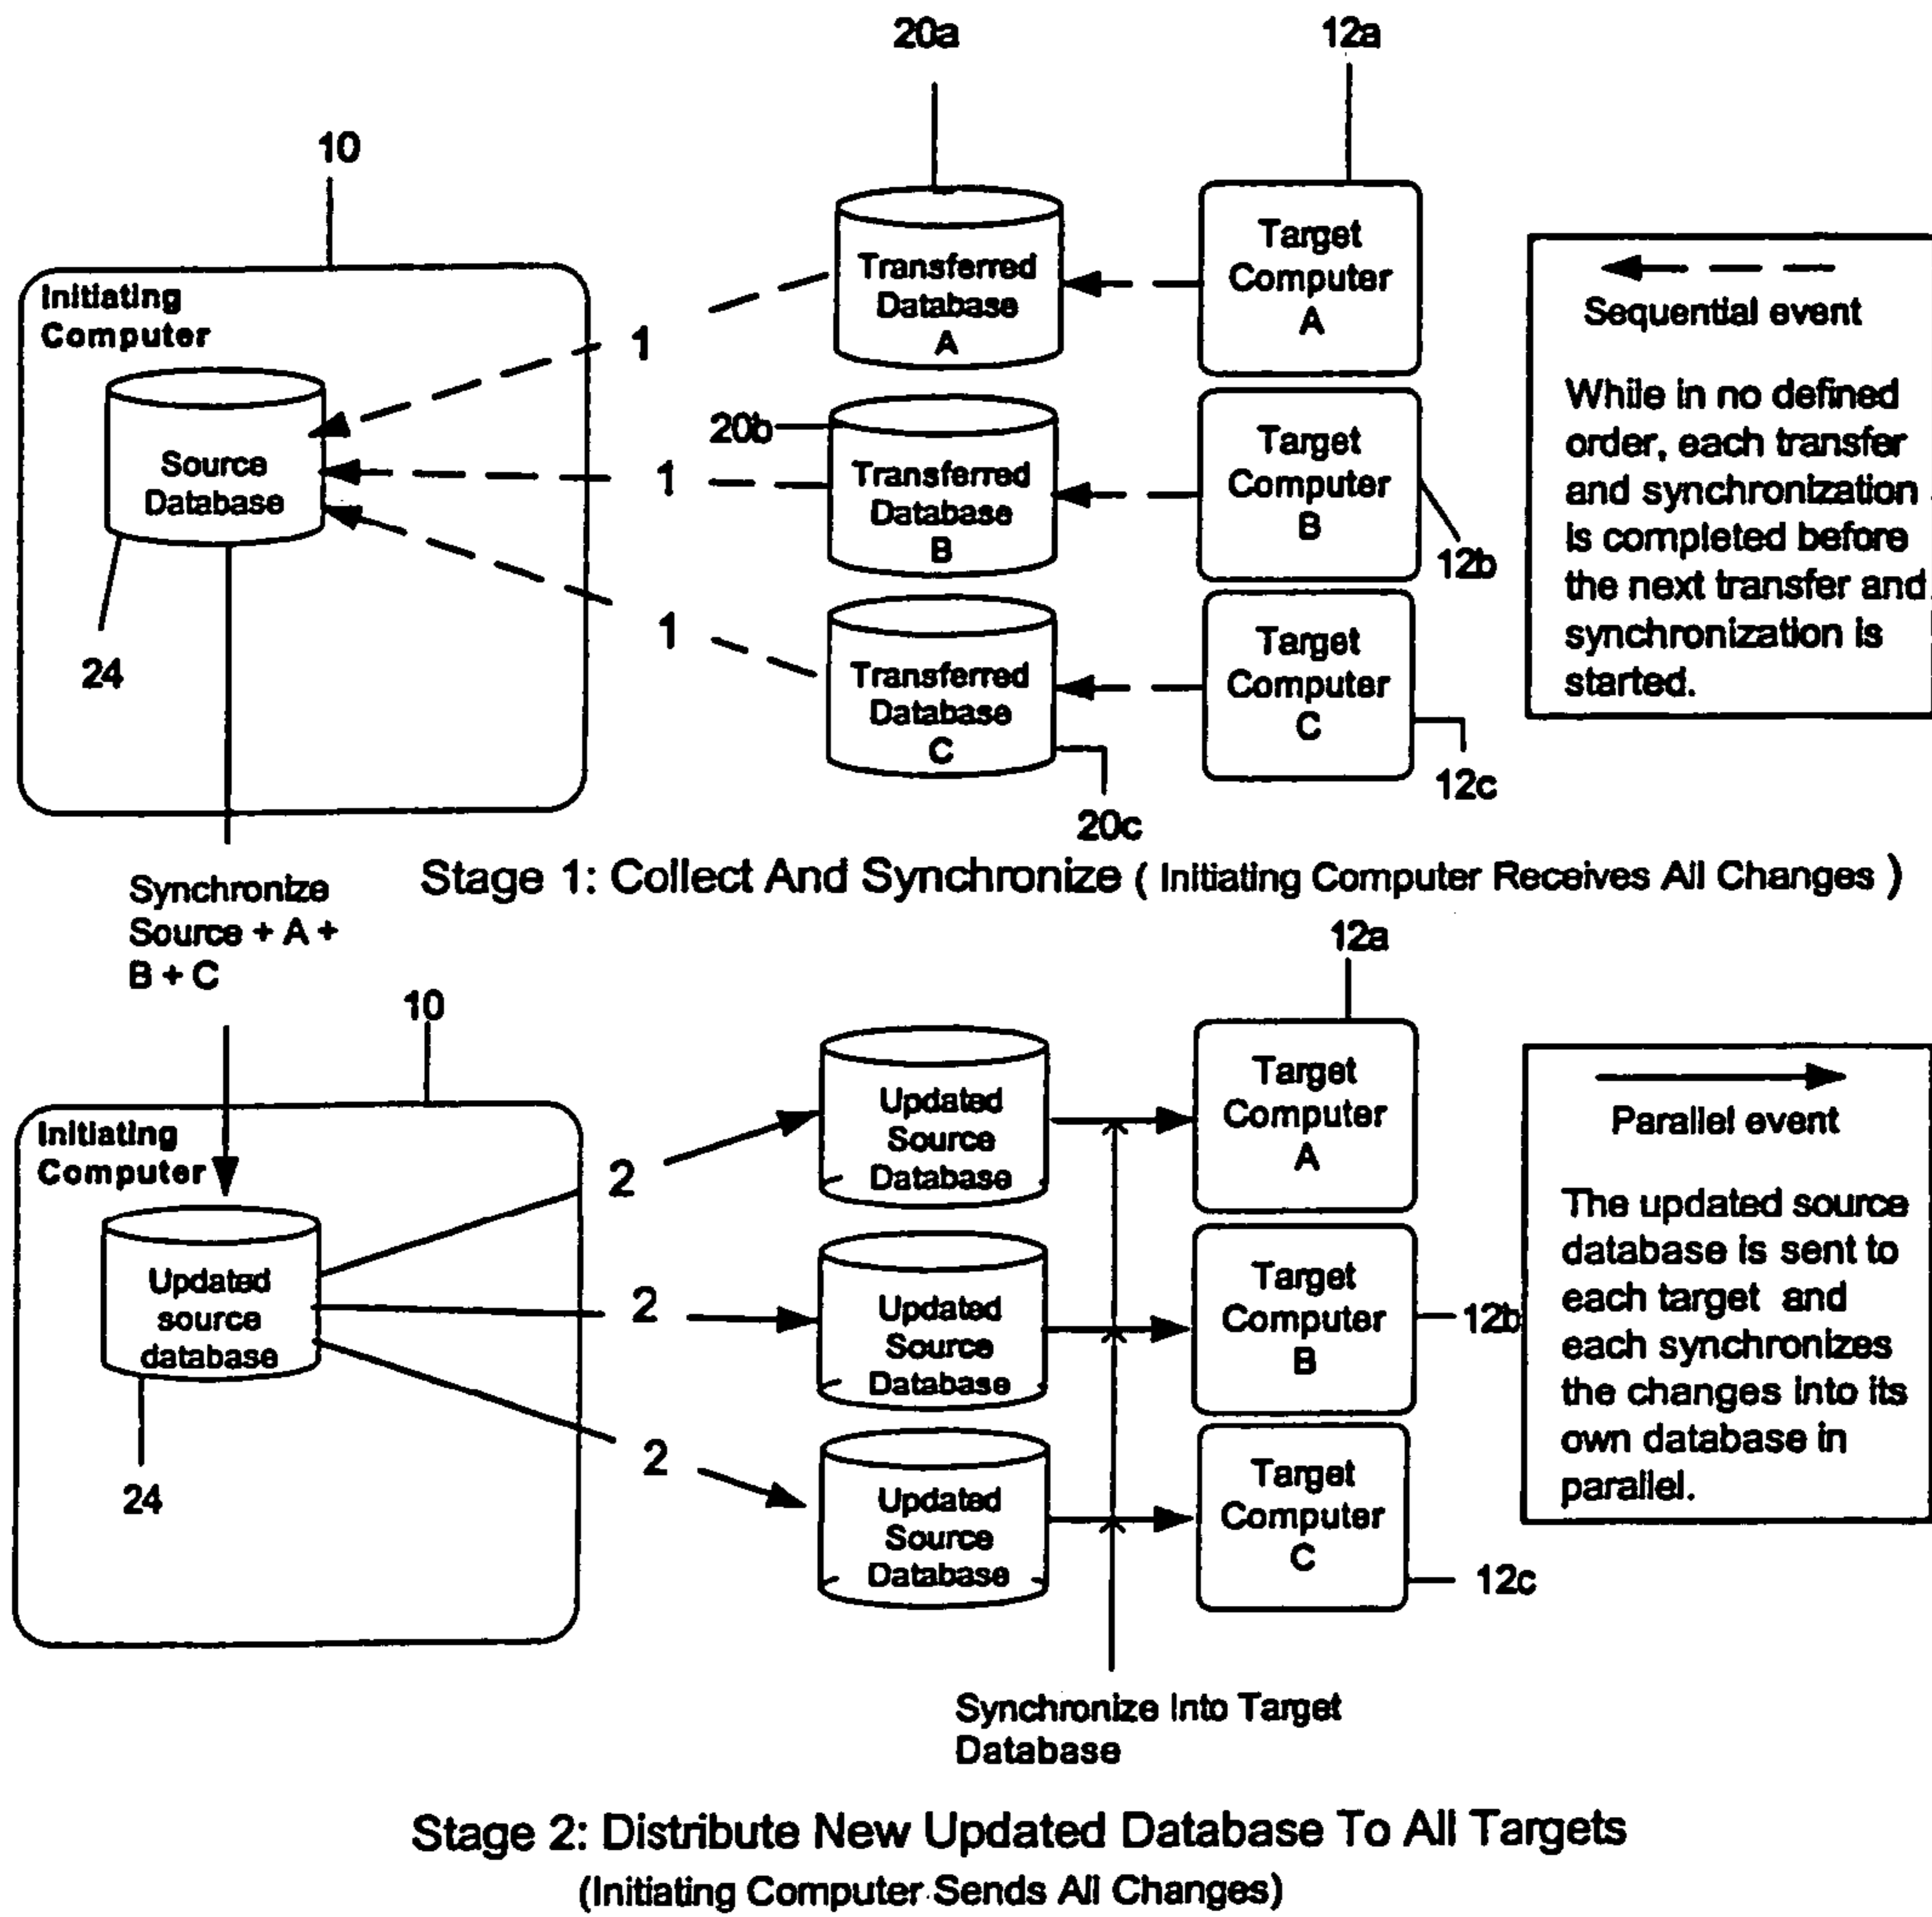 20a
12a
10
Initiating
Computer
Source
Database
24
1
1
1
Transferred
Database
A
20b
Transferred
Database
B
Transferred
Database
C
20c
Target
Computer
A
Target
Computer
B
12b
Target
Computer
C
12c
Sequential event
While in no defined
order, each transfer
and synchronization
is completed before
the next transfer and
synchronization is
started.
Stage 1: Collect And Synchronize ( Initiating Computer Receives All Changes )
Synchronize
Source + A +
B + C
10
12a
Initiating
Computer
Updated
source
database
24
2
2
2
Updated
Source
Database
Updated
Source
Database
Updated
Source
Database
Target
Computer
A
Target
Computer
B
12b
Target
Computer
C
12c
Parallel event
The updated source
database is sent to
each target and
each synchronizes
the changes into its
own database in
parallel.
Synchronize Into Target
Database
Stage 2: Distribute New Updated Database To All Targets
(Initiating Computer Sends All Changes)